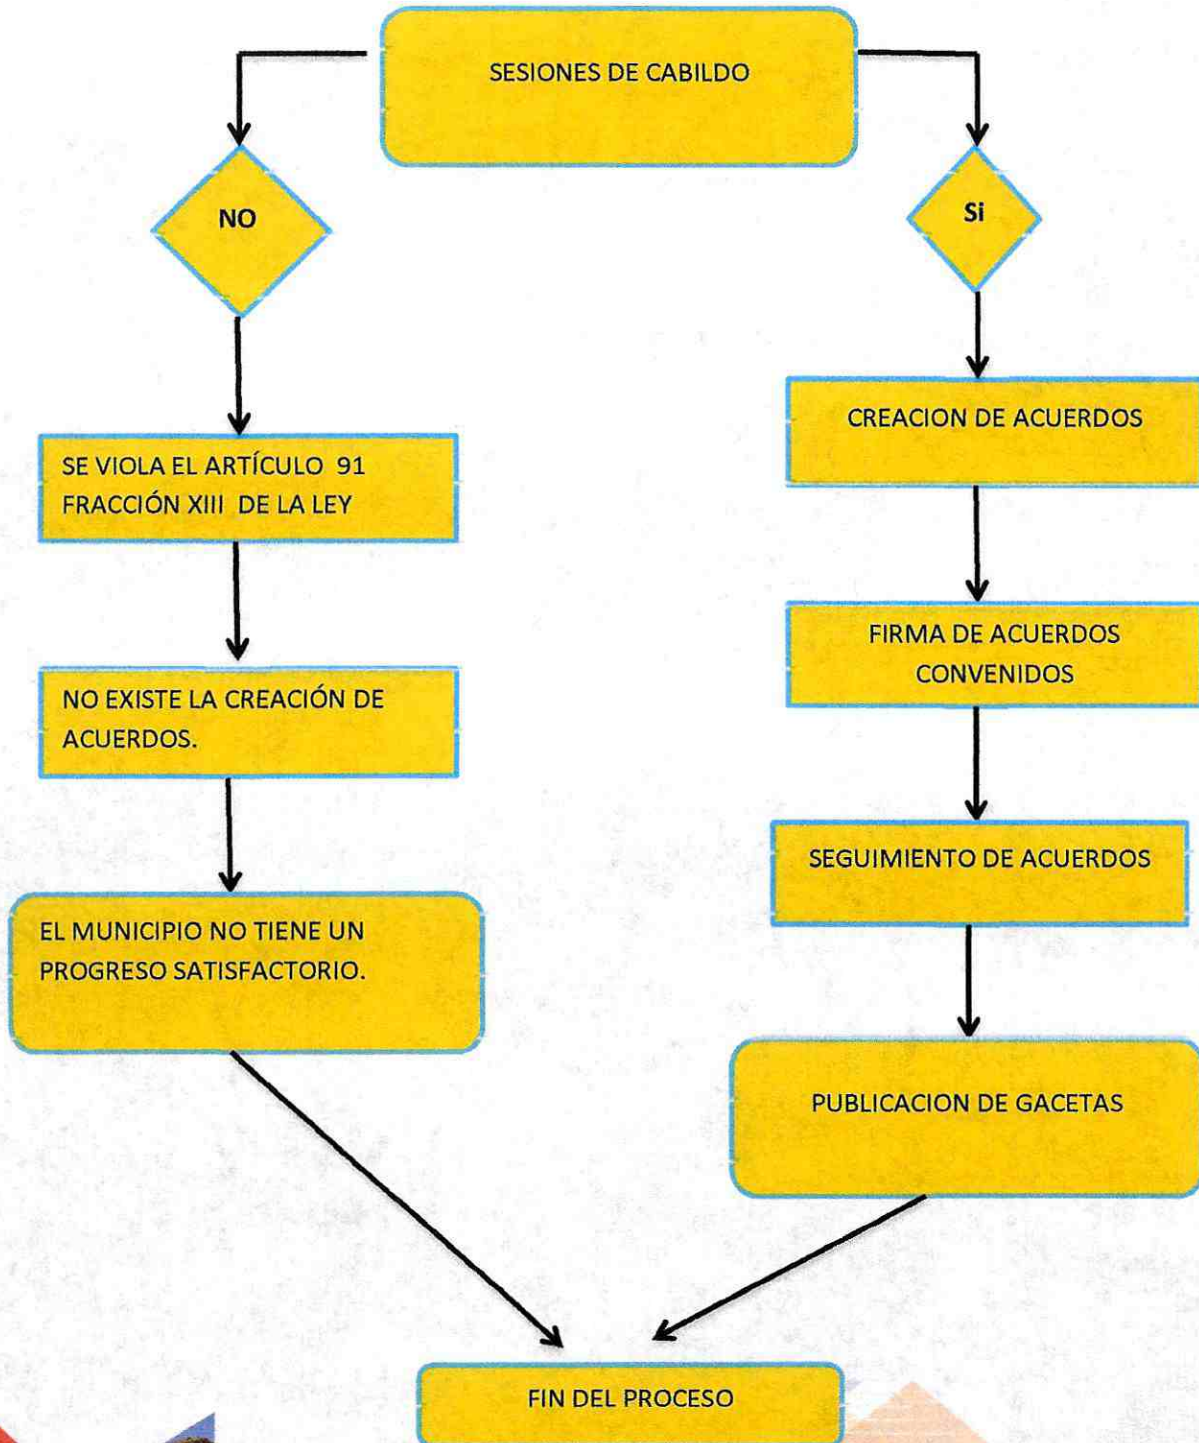 SESIONES DE CABILDO
NO
Si
SE VIOLA EL ARTÍCULO 91
FRACCIÓN XIII DE LA LEY
NO EXISTE LA CREACIÓN DE
ACUERDOS.
EL MUNICIPIO NO TIENE UN
PROGRESO SATISFACTORIO.
CREACION DE ACUERDOS
FIRMA DE ACUERDOS
CONVENIDOS
SEGUIMIENTO DE ACUERDOS
PUBLICACION DE GACETAS
FIN DEL PROCESO